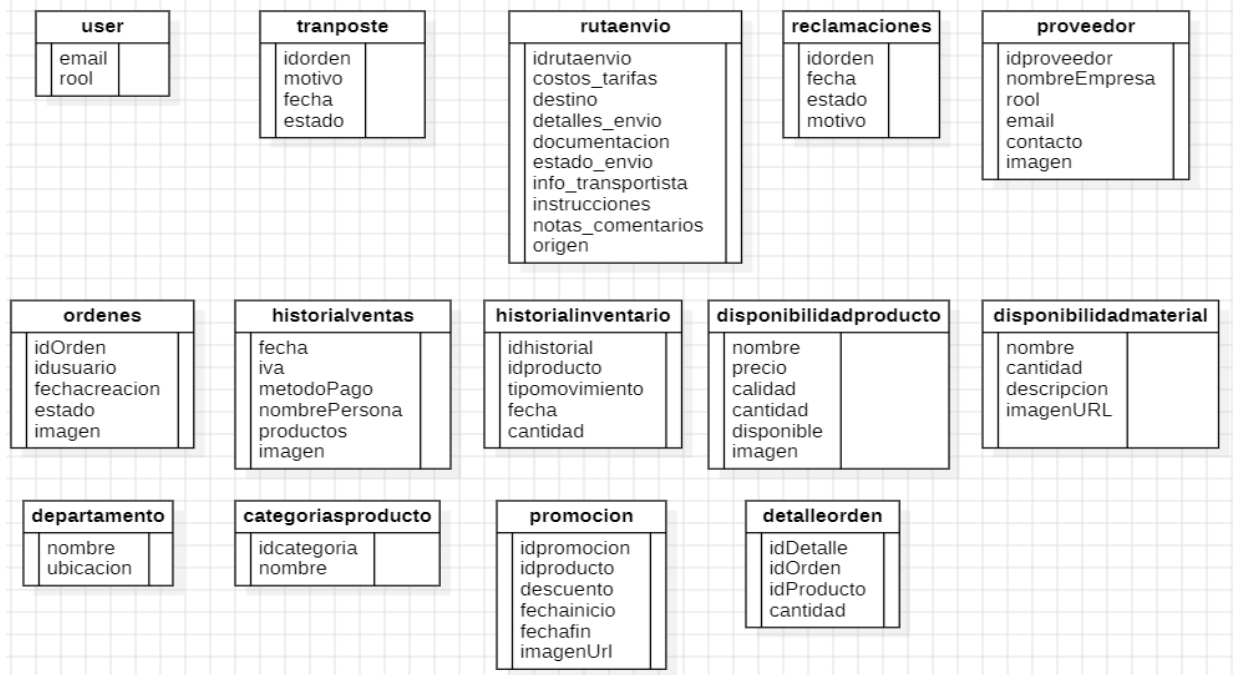 user
email
rool
tranposte
idorden
motivo
fecha
estado
rutaenvio
idrutaenvio
costos_tarifas
destino
detalles_envio
documentacion
estado_envio
info_transportista
instrucciones
notas_comentarios
origen
reclamaciones
idorden
fecha
estado
motivo
proveedor
idproveedor
nombreEmpresa
rool
email
contacto
imagen
ordenes
idOrden
idusuario
fechacreacion
estado
imagen
historialventas
fecha
iva
metodoPago
nombrePersona
productos
imagen
historialinventario
idhistorial
idproducto
tipomovimiento
fecha
cantidad
disponibilidadproducto
nombre
precio
calidad
cantidad
disponible
imagen
disponibilidadmaterial
nombre
cantidad
descripcion
imagenURL
departamento
nombre
ubicacion
categoriasproducto
idcategoria
nombre
promocion
idpromocion
idproducto
descuento
fechainicio
fechafin
imagenUrl
detalleorden
idDetalle
idOrden
idProducto
cantidad